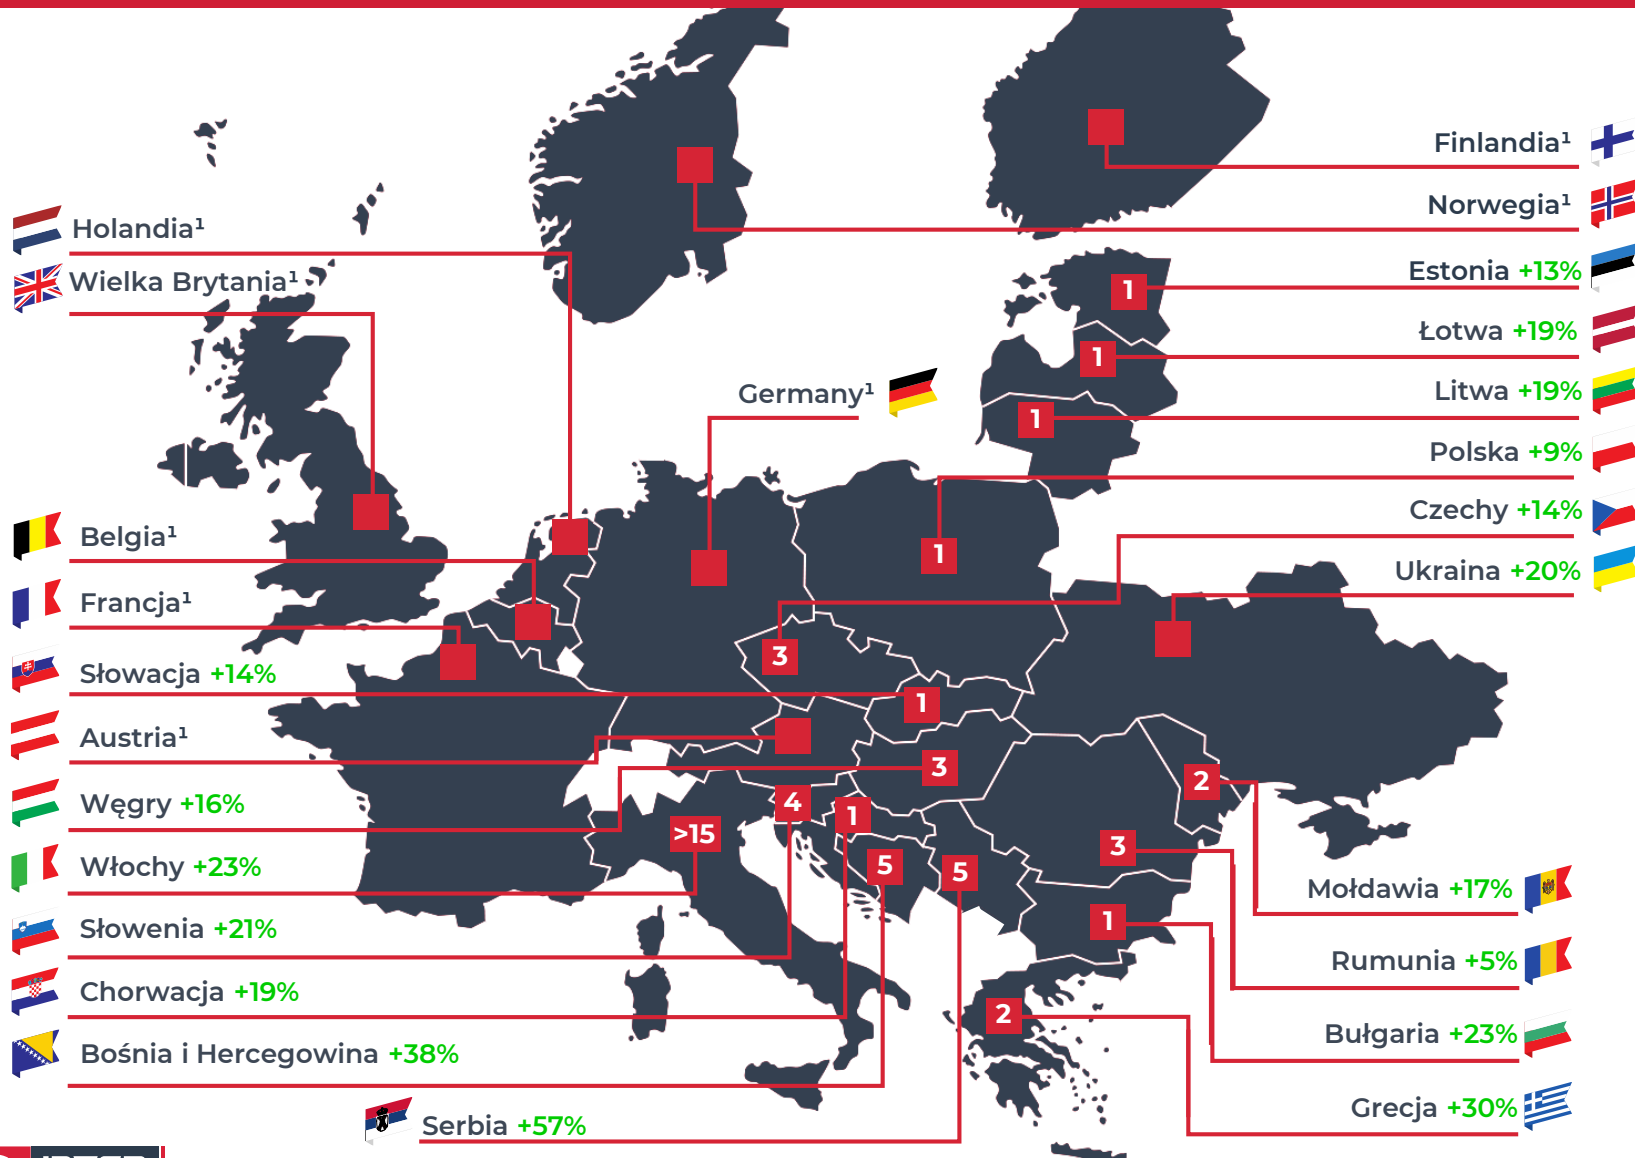 Finlandia¹
Norwegia¹
Holandia¹
Wielka Brytania¹
Estonia +13%
1
Łotwa +19%
1
Germany¹
Litwa +19%
1
Polska +9%
1
Czechy +14%
3
Ukraina +20%
Belgia¹
Francja¹
Słowacja +14%
1
Austria¹
Węgry +16%
3
Włochy +23%
>15
Słowenia +21%
4
Chorwacja +19%
1
Bośnia i Hercegowina +38%
5
Serbia +57%
5
Mołdawia +17%
2
Rumunia +5%
3
Bułgaria +23%
1
Grecja +30%
2